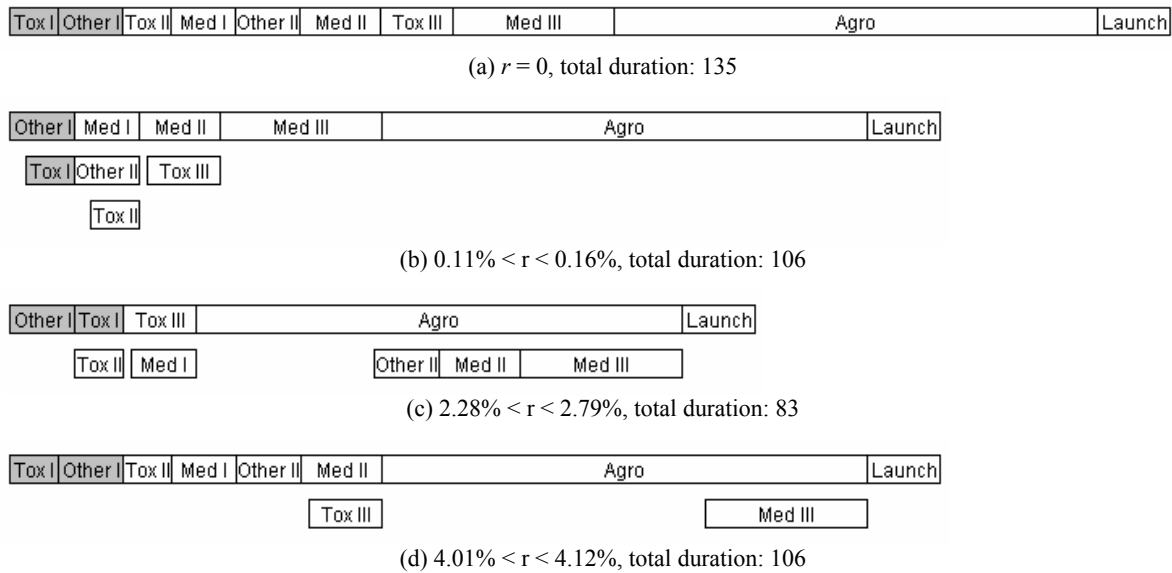 Tox I Other I Tox II Med I Other II Med II Tox III Med III Agro Launch
(a) r = 0, total duration: 135
Other I Med I Med II Med III Agro Launch
Tox I Other II Tox III
Tox II
(b) 0.11% < r < 0.16%, total duration: 106
Other I Tox I Tox III Agro Launch
Tox II Med I Other II Med II Med III
(c) 2.28% < r < 2.79%, total duration: 83
Tox I Other I Tox II Med I Other II Med II Agro Launch
Tox III Med III
(d) 4.01% < r < 4.12%, total duration: 106